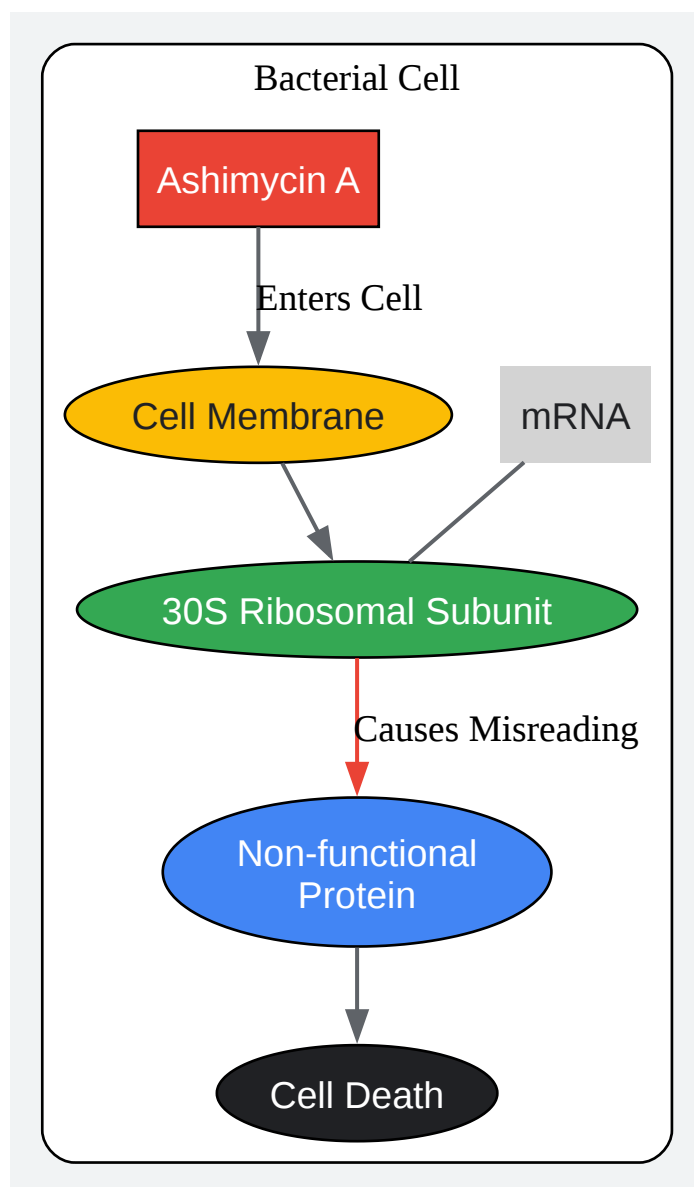 Bacterial Cell
Ashimycin A
Enters Cell
Cell Membrane
mRNA
30S Ribosomal Subunit
Causes Misreading
Non-functional
Protein
Cell Death